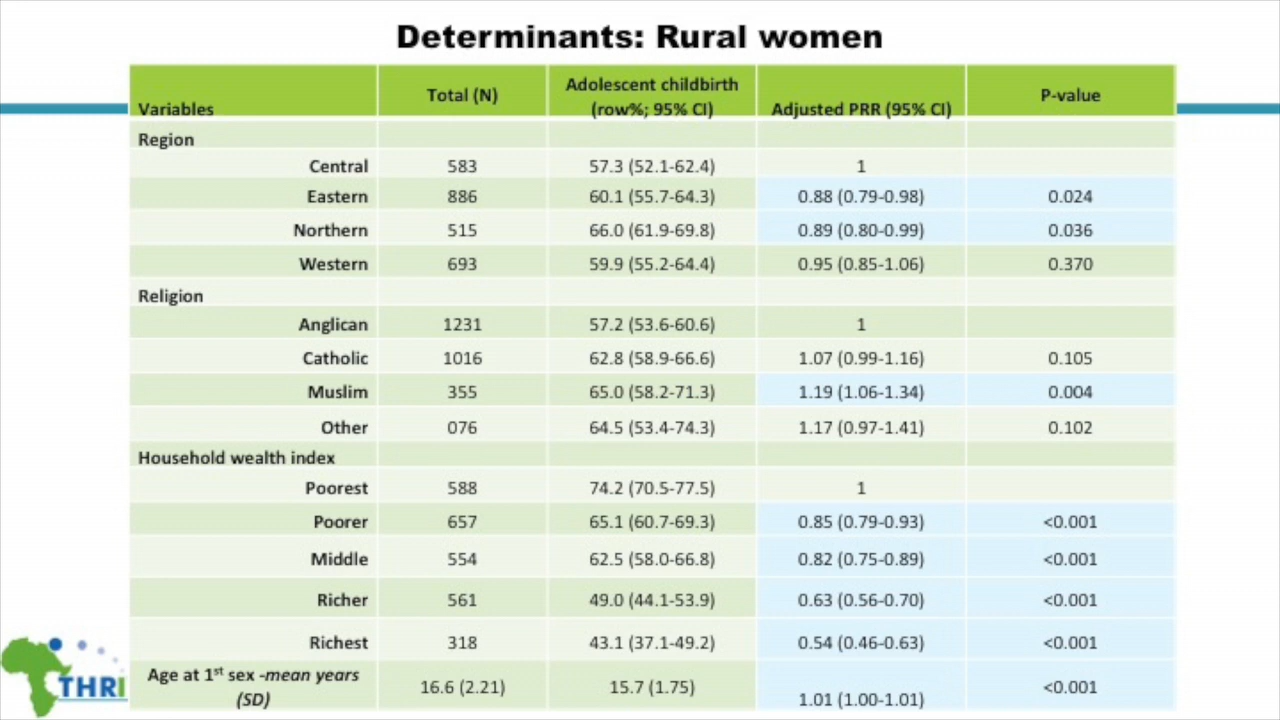 Determinants: Rural women
Variables Total (N) Adolescent childbirth (row%; 95% CI) Adjusted PRR (95% CI) P-value
Region
Central 583 57.3 (52.1-62.4) 1
Eastern 886 60.1 (55.7-64.3) 0.88 (0.79-0.98) 0.024
Northern 515 66.0 (61.9-69.8) 0.89 (0.80-0.99) 0.036
Western 693 59.9 (55.2-64.4) 0.95 (0.85-1.06) 0.370
Religion
Anglican 1231 57.2 (53.6-60.6) 1
Catholic 1016 62.8 (58.9-66.6) 1.07 (0.99-1.16) 0.105
Muslim 355 65.0 (58.2-71.3) 1.19 (1.06-1.34) 0.004
Other 076 64.5 (53.4-74.3) 1.17 (0.97-1.41) 0.102
Household wealth index
Poorest 588 74.2 (70.5-77.5) 1
Poorer 657 65.1 (60.7-69.3) 0.85 (0.79-0.93) <0.001
Middle 554 62.5 (58.0-66.8) 0.82 (0.75-0.89) <0.001
Richer 561 49.0 (44.1-53.9) 0.63 (0.56-0.70) <0.001
Richest 318 43.1 (37.1-49.2) 0.54 (0.46-0.63) <0.001
Age at 1st sex -mean years (SD) 16.6 (2.21) 15.7 (1.75) 1.01 (1.00-1.01) <0.001
THRI